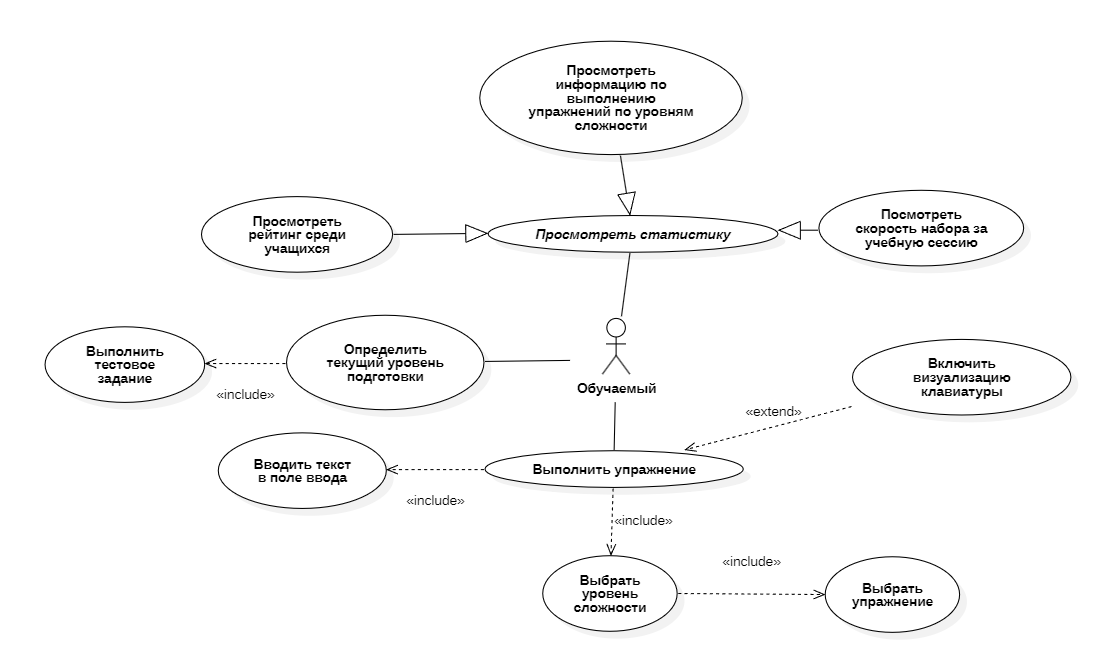 Просмотреть
информацию по
выполнению
упражнений по уровням
сложности
Просмотреть
рейтинг среди
учащихся
Просмотреть статистику
Посмотреть
скорость набора за
учебную сессию
Выполнить
тестовое
задание
«include»
Определить
текущий уровень
подготовки
Обучаемый
Включить
визуализацию
клавиатуры
«extend»
Вводить текст
в поле ввода
«include»
Выполнить упражнение
«include»
Выбрать
уровень
сложности
«include»
Выбрать
упражнение